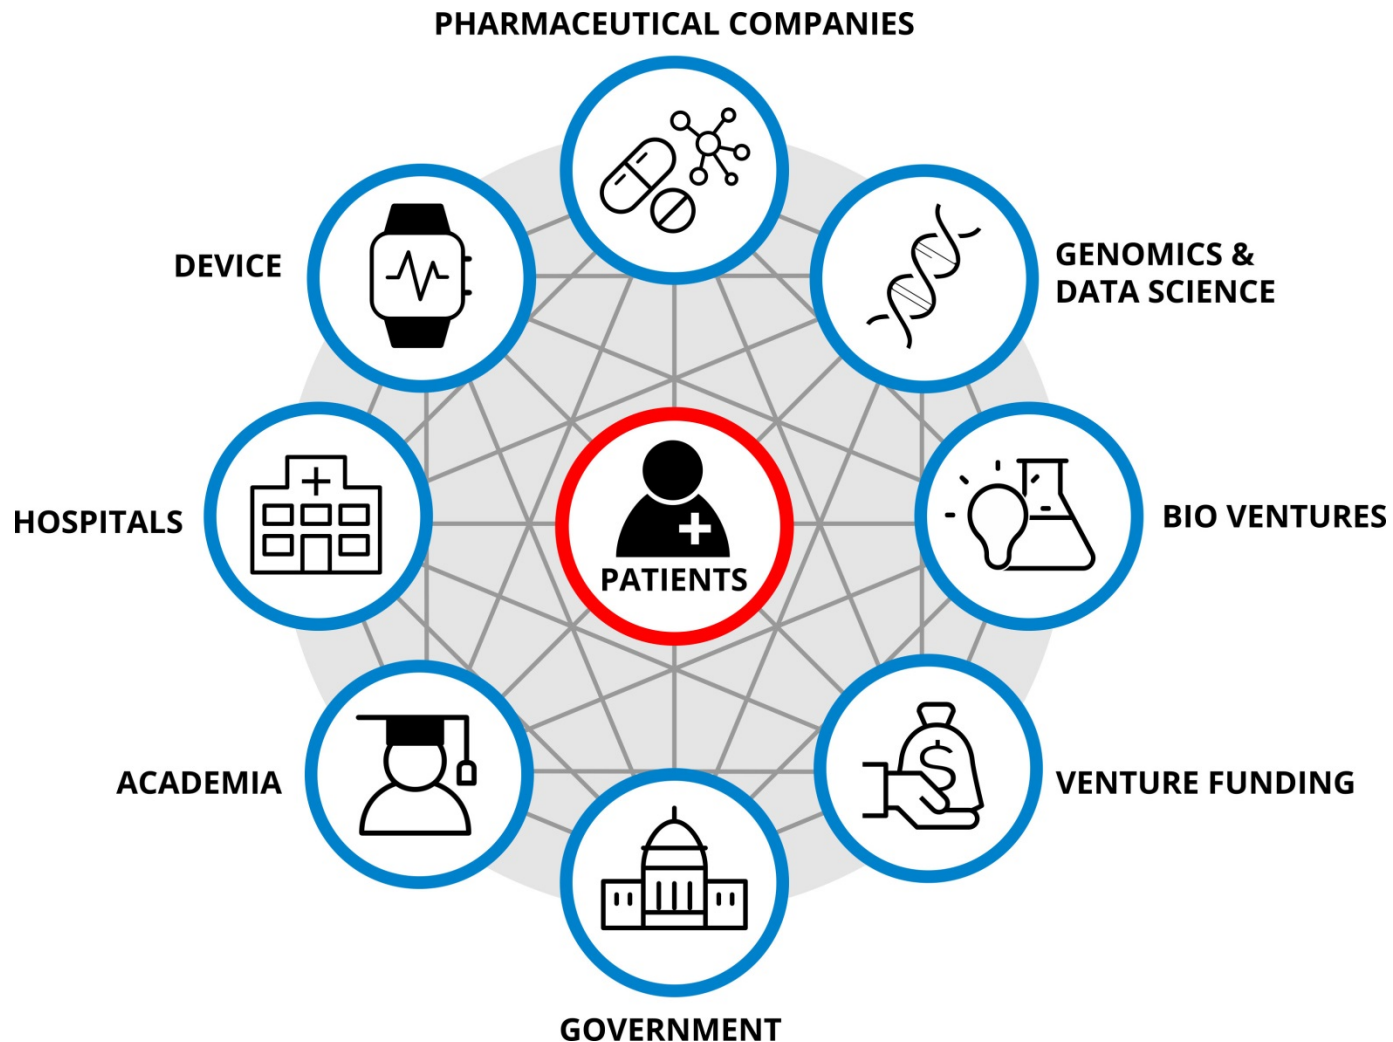 PHARMACEUTICAL COMPANIES
DEVICE
GENOMICS &
DATA SCIENCE
HOSPITALS
PATIENTS
BIO VENTURES
ACADEMIA
$
VENTURE FUNDING
GOVERNMENT